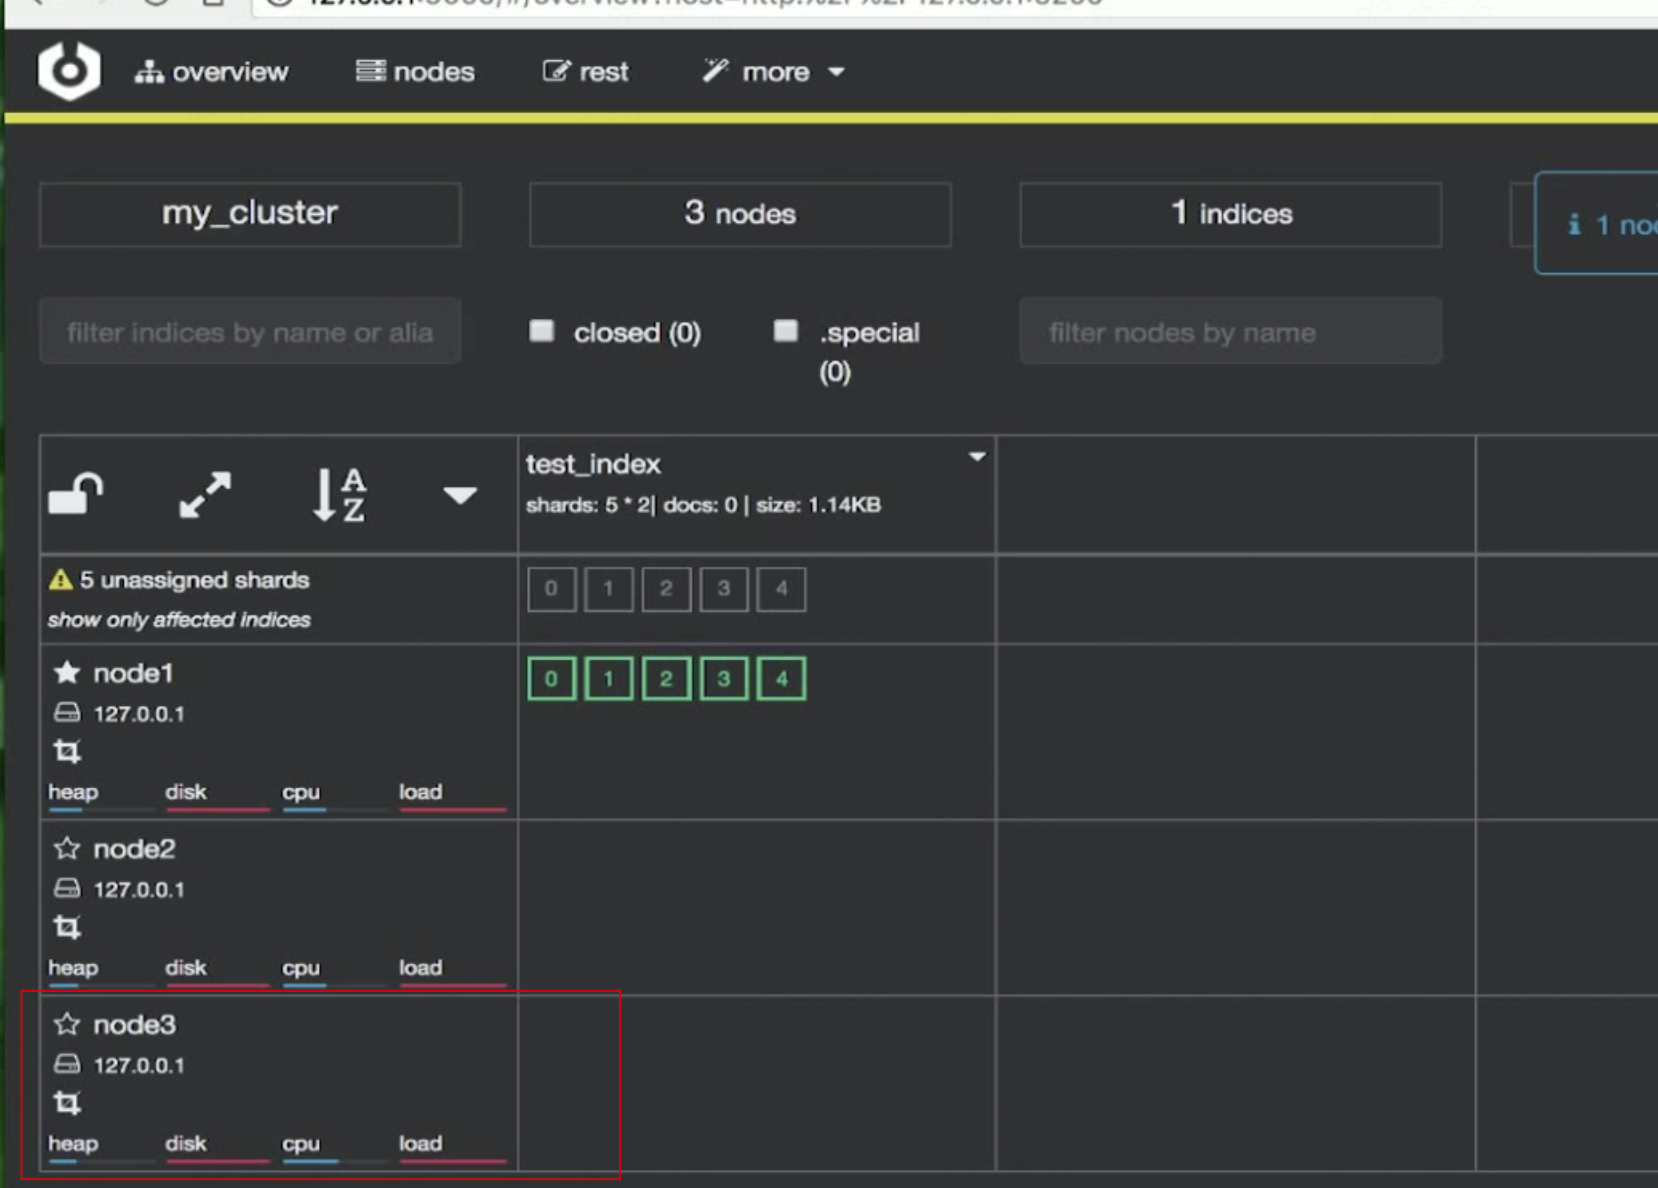 overview nodes rest more
my_cluster 3 nodes 1 indices 1
filter indices by name or alia closed (0) .special (0) filter nodes by name
A
Z
test_index
shards: 5 * 2| docs: 0 | size: 1.14KB
5 unassigned shards
show only affected indices
0 1 2 3 4
node1
127.0.0.1
heap disk cpu load
0 1 2 3 4
node2
127.0.0.1
heap disk cpu load
node3
127.0.0.1
heap disk cpu load